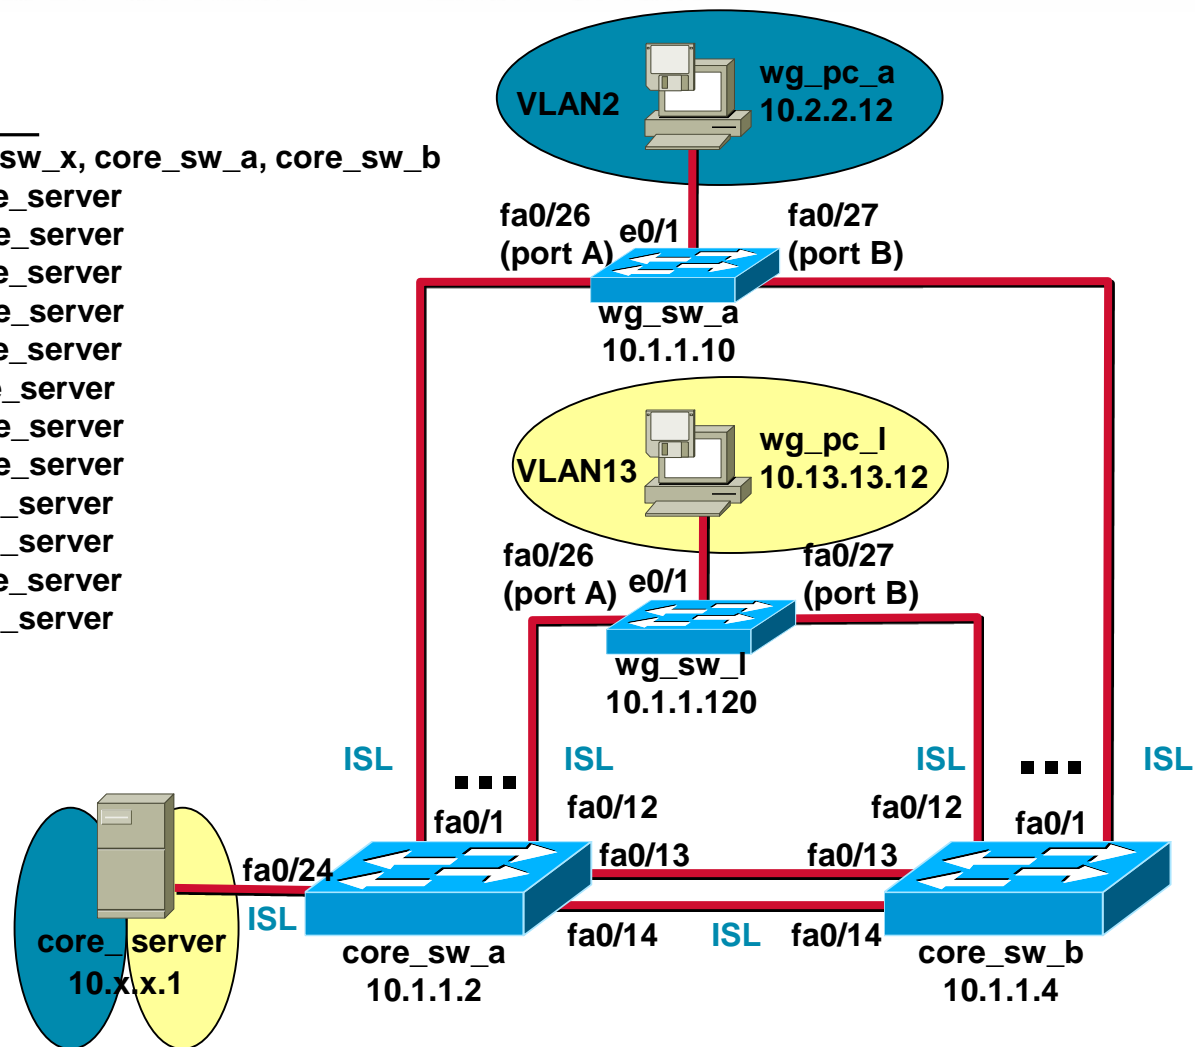 sw_x, core_sw_a, core_sw_b
e_server
e_server
e_server
e_server
e_server
e_server
e_server
e_server
_server
_server
e_server
_server
VLAN2
wg_pc_a
10.2.2.12
fa0/26
(port A)
e0/1
fa0/27
(port B)
wg_sw_a
10.1.1.10
VLAN13
wg_pc_l
10.13.13.12
fa0/26
(port A)
e0/1
fa0/27
(port B)
wg_sw_l
10.1.1.120
ISL
ISL
ISL
ISL
...
...
fa0/1
fa0/12
fa0/12
fa0/1
fa0/24
fa0/13
fa0/13
ISL
fa0/14
ISL
fa0/14
core_server
10.x.x.1
core_sw_a
10.1.1.2
core_sw_b
10.1.1.4